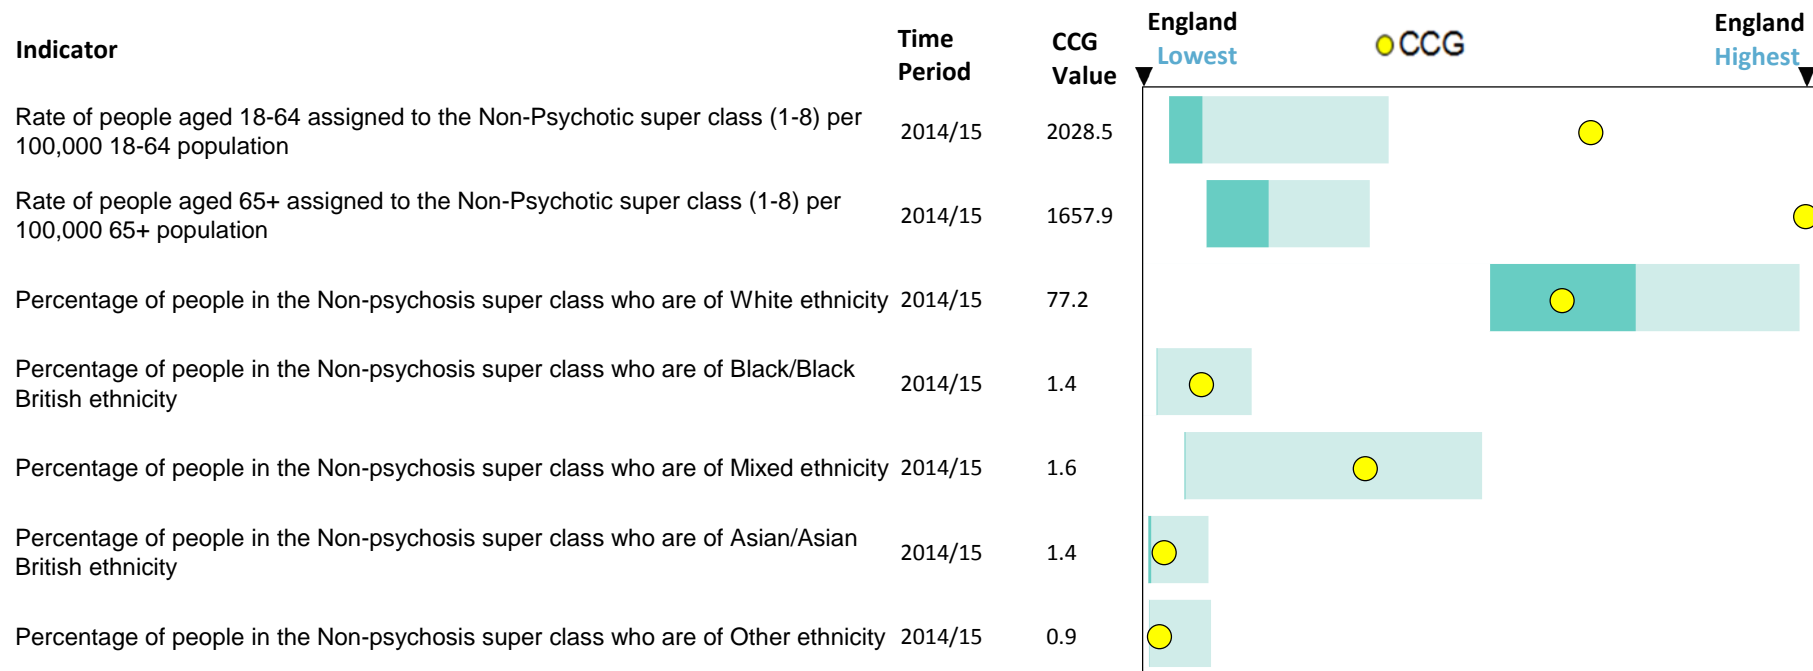 Indicator
Time
Period
CCG
Value
England
Lowest
CCG
England
Highest
Rate of people aged 18-64 assigned to the Non-Psychotic super class (1-8) per
100,000 18-64 population
2014/15
2028.5
Rate of people aged 65+ assigned to the Non-Psychotic super class (1-8) per
100,000 65+ population
2014/15
1657.9
Percentage of people in the Non-psychosis super class who are of White ethnicity
2014/15
77.2
Percentage of people in the Non-psychosis super class who are of Black/Black
British ethnicity
2014/15
1.4
Percentage of people in the Non-psychosis super class who are of Mixed ethnicity
2014/15
1.6
Percentage of people in the Non-psychosis super class who are of Asian/Asian
British ethnicity
2014/15
1.4
Percentage of people in the Non-psychosis super class who are of Other ethnicity
2014/15
0.9